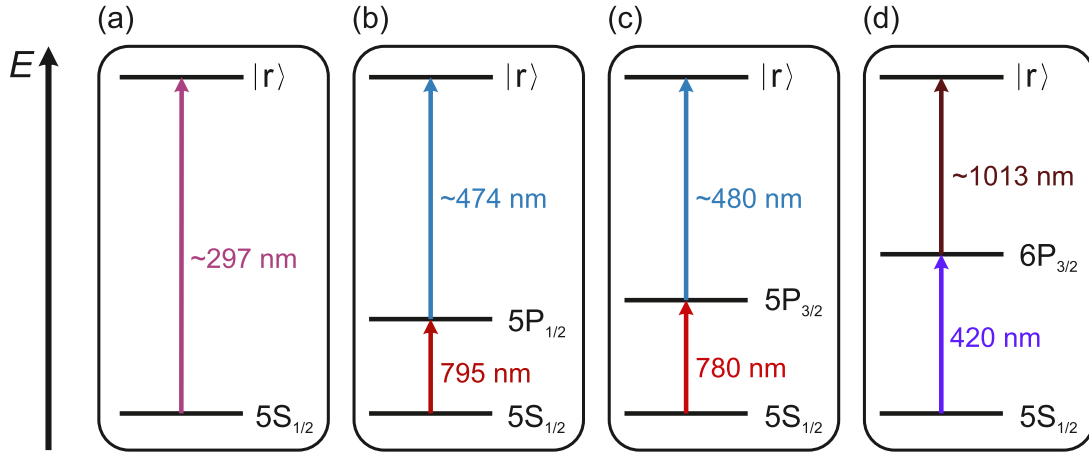 (a)
(b)
(c)
(d)
E
|r⟩
~297 nm
5S1/2
|r⟩
~474 nm
5P1/2
795 nm
5S1/2
|r⟩
~480 nm
5P3/2
780 nm
5S1/2
|r⟩
~1013 nm
6P3/2
420 nm
5S1/2